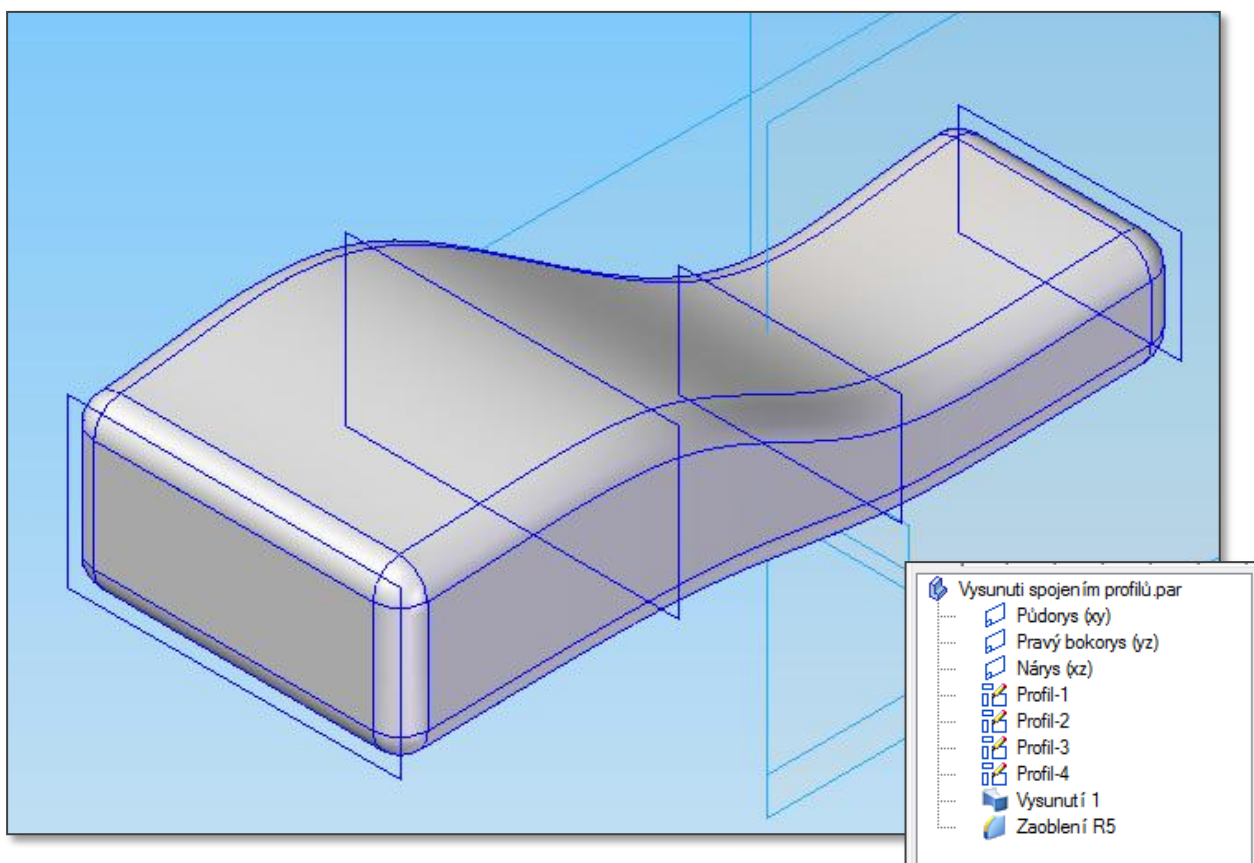 Vysunuti spojením profilů.par
Půdorys (xy)
Pravý bokorys (yz)
Nárys (xz)
Profil-1
Profil-2
Profil-3
Profil-4
Vysunutí 1
Zaoblení R5